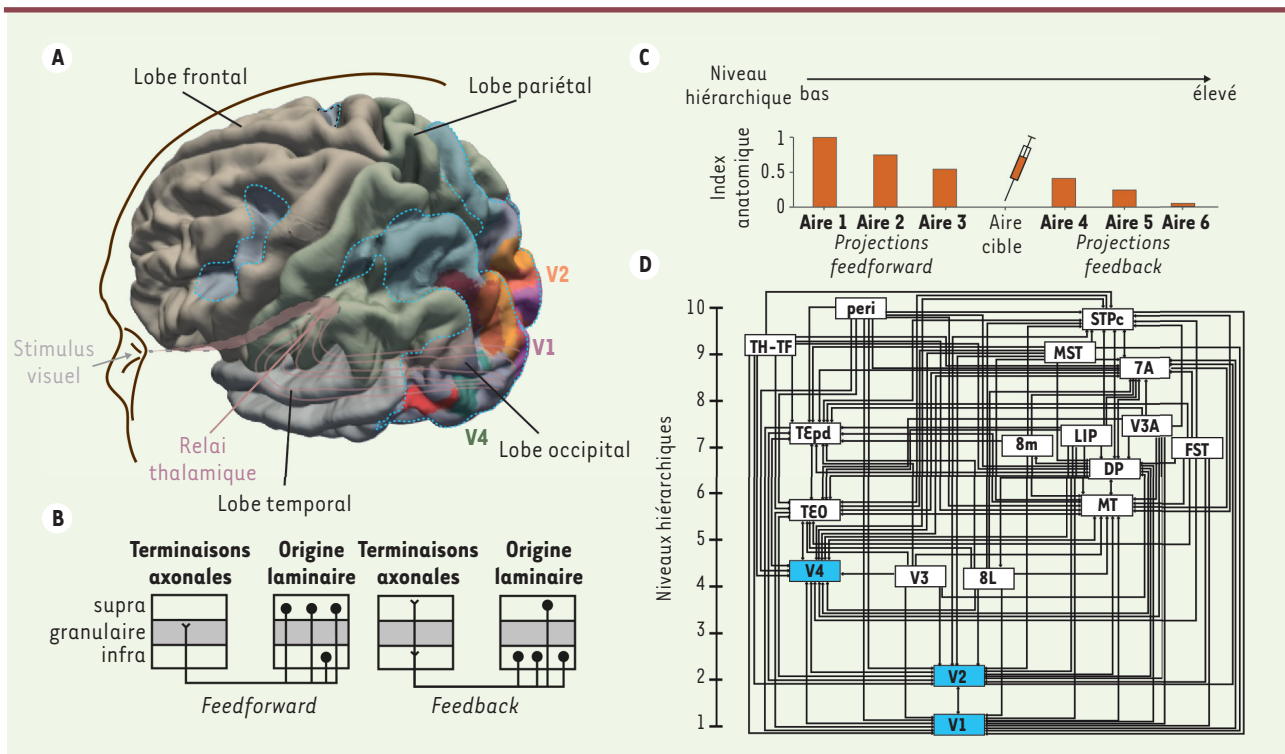 A
Lobe frontal
Lobe pariétal
V2
V1
Stimulus
visuel
V4
Lobe occipital
Relai
thalamique
Lobe temporal
B
Terminaisons
axonales
Origine
laminaire
Terminaisons
axonales
Origine
laminaire
supra
granulaire
infra
Feedforward
Feedback
C
Niveau
hiérarchique
bas
élevé
Index
anatomique
1
0.5
0
Aire 1
Aire 2
Aire 3
Aire
cible
Aire 4
Aire 5
Aire 6
Projections
feedforward
Projections
feedback
D
Niveaux hiérarchiques
10
9
8
7
6
5
4
3
2
1
peri
STPc
TH-TF
MST
7A
TEpd
8m
LIP
V3A
FST
DP
TEO
MT
V4
V3
8L
V2
V1